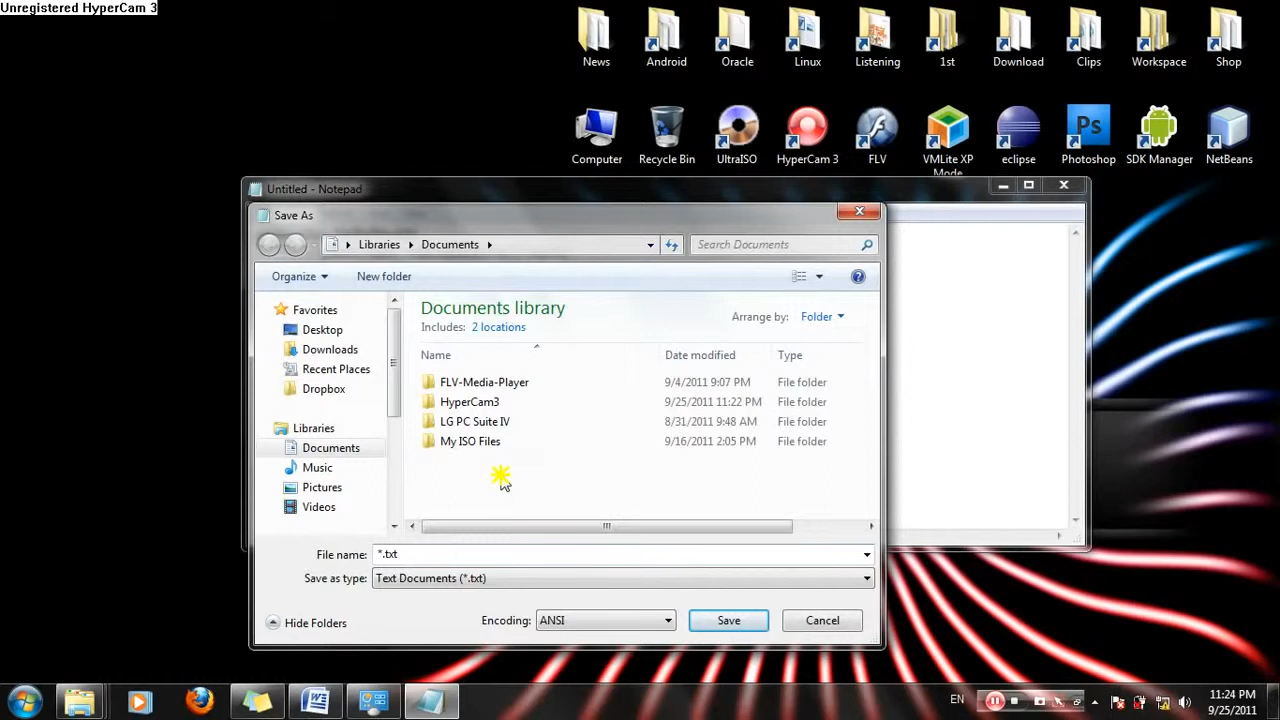 Unregistered HyperCam 3
News Android Oracle Linux Listening 1st Download Clips Workspace Shop
Computer Recycle Bin UltraISO HyperCam 3 FLV VMLite XP Mode eclipse Photoshop SDK Manager NetBeans
Untitled - Notepad
Save As
Libraries Documents
Search Documents
Organize New folder
Favorites
Desktop
Downloads
Recent Places
Dropbox
Libraries
Documents
Music
Pictures
Videos
Documents library
Includes: 2 locations
Arrange by: Folder
Name Date modified Type
FLV-Media-Player 9/4/2011 9:07 PM File folder
HyperCam3 9/25/2011 11:22 PM File folder
LG PC Suite IV 8/31/2011 9:48 AM File folder
My ISO Files 9/16/2011 2:05 PM File folder
File name: *.txt
Save as type: Text Documents (*.txt)
Hide Folders
Encoding: ANSI
Save
Cancel
EN
11:24 PM
9/25/2011